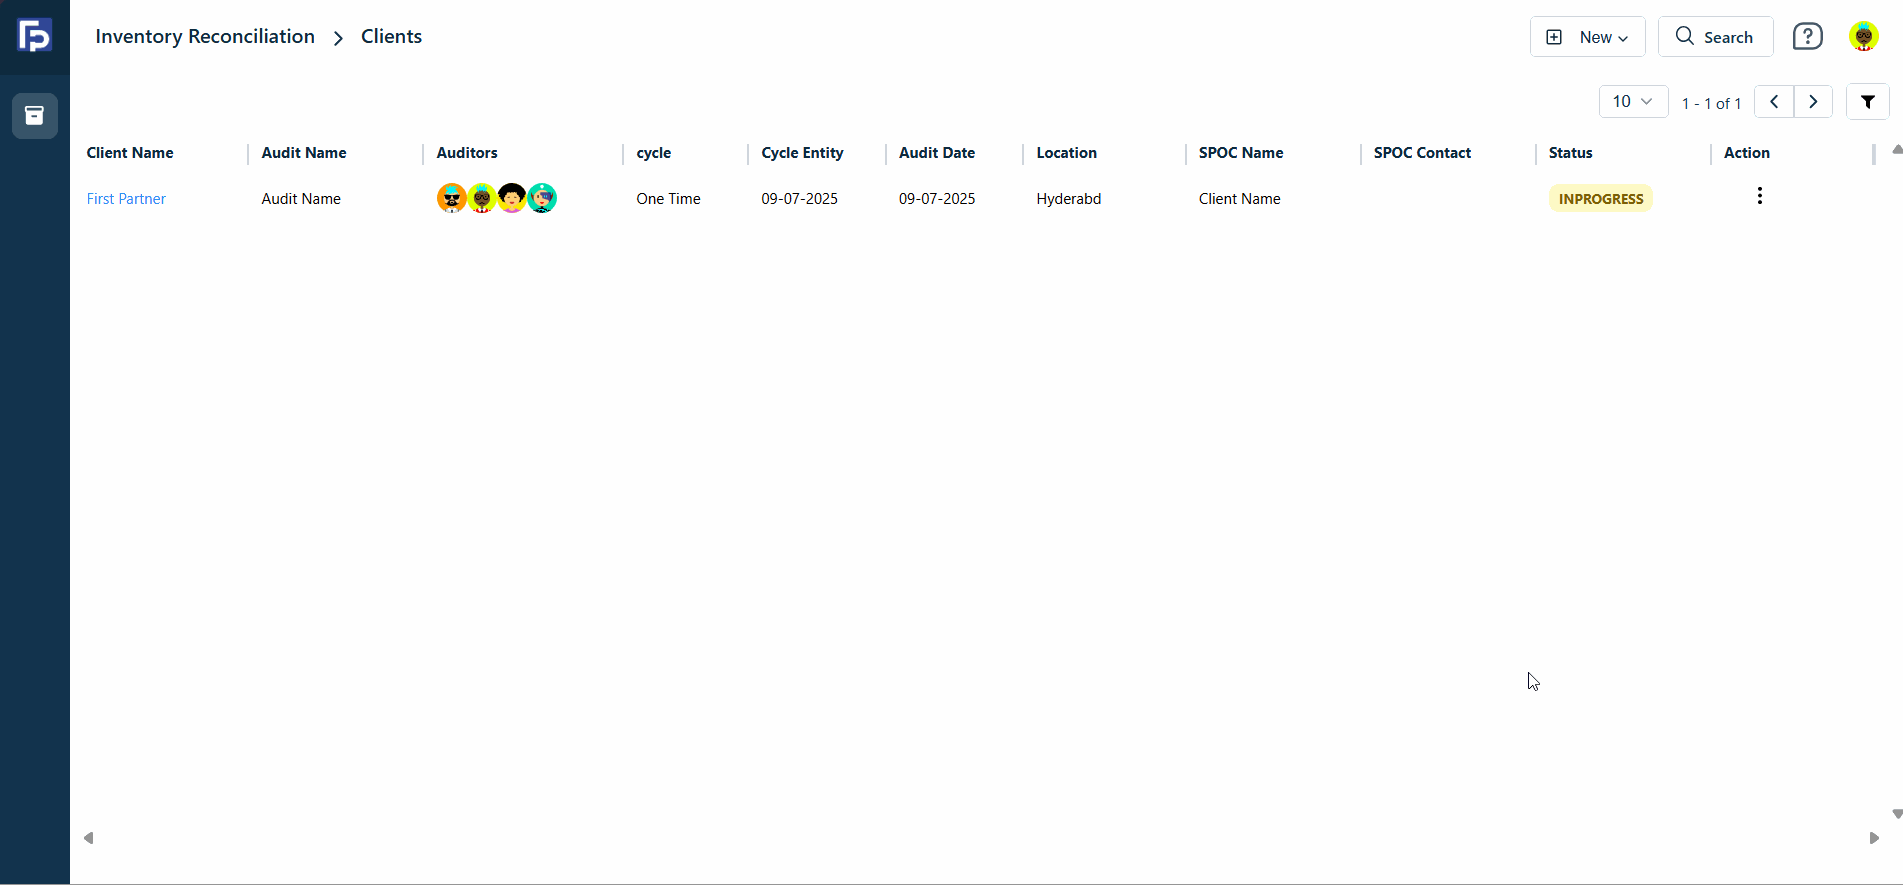 Inventory Reconciliation > Clients
New
Search
10
1 - 1 of 1
Client Name Audit Name Auditors cycle Cycle Entity Audit Date Location SPOC Name SPOC Contact Status Action
First Partner Audit Name One Time 09-07-2025 09-07-2025 Hyderabd Client Name INPROGRESS